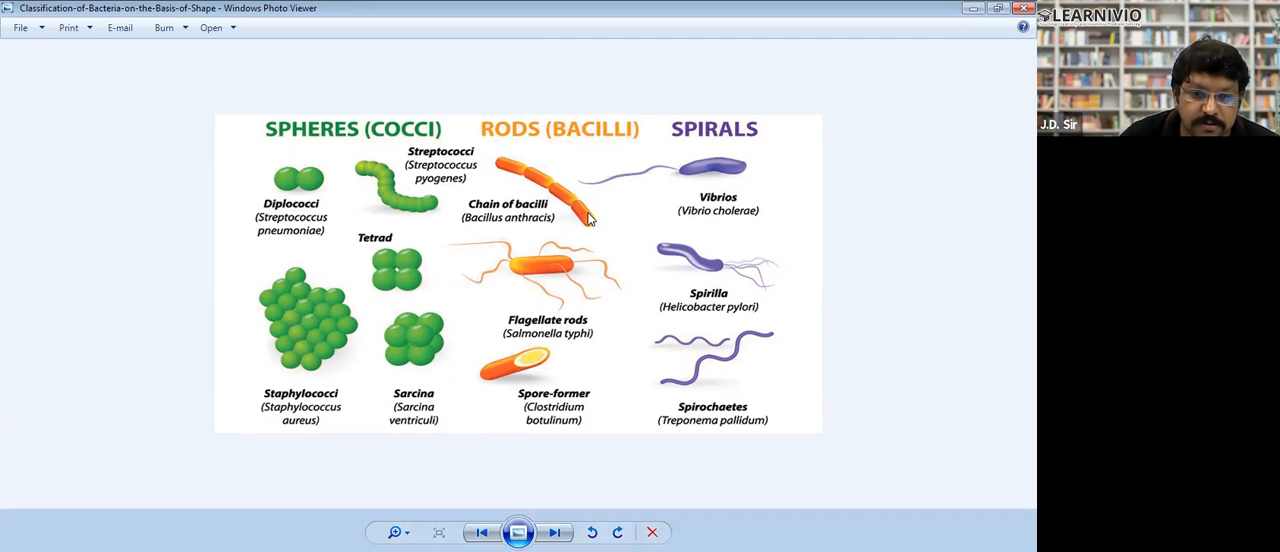 Classification-of-Bacteria-on-the-Basis-of-Shape - Windows Photo Viewer
File Print E-mail Burn Open
LEARNIVIO
J.D. Sir
SPHERES (COCCI)
Diplococci
(Streptococcus
pneumoniae)
Streptococci
(Streptococcus
pyogenes)
Tetrad
Staphylococci
(Staphylococcus
aureus)
Sarcina
(Sarcina
ventriculi)
RODS (BACILLI)
Chain of bacilli
(Bacillus anthracis)
Flagellate rods
(Salmonella typhi)
Spore-former
(Clostridium
botulinum)
SPIRALS
Vibrios
(Vibrio cholerae)
Spirilla
(Helicobacter pylori)
Spirochaetes
(Treponema pallidum)